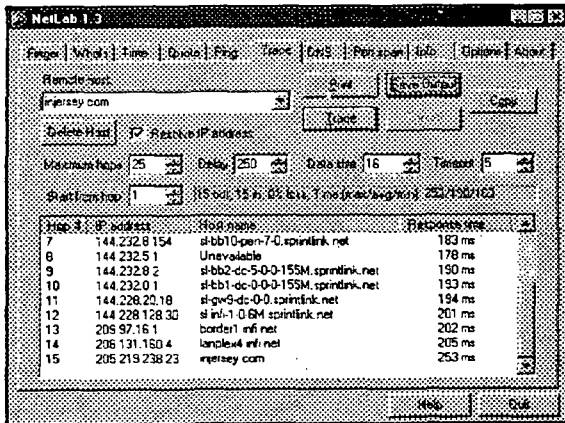 NetLab 1.3
Finger WhoIs Time Quote Ping Trace DNS Port scan Info Options About
Remote host:
injersey.com
Print Save Output Copy
Trace
Delete Host Resolve IP address
Maximum hops 25 Delay 250 Data size 16 Timeout 5
Start from hop 1 15 out, 15 in, 0% loss, Time (max/avg/min): 253/190/163
Hop # IP address Host name Response time
7 144.232.8.154 sl-bb10-pen-7-0.sprintlink.net 183 ms
8 144.232.5.1 Unavailable 178 ms
9 144.232.8.2 sl-bb2-dc-5-0-0-155M.sprintlink.net 190 ms
10 144.232.0.1 sl-bb1-dc-0-0-0-155M.sprintlink.net 193 ms
11 144.228.20.18 sl-gw9-dc-0-0.sprintlink.net 194 ms
12 144.228.128.30 sl-infi-1-0-6M.sprintlink.net 201 ms
13 206.97.16.1 border1.infi.net 202 ms
14 206.131.160.4 lanplex4.infi.net 205 ms
15 205.219.238.23 injersey.com 253 ms
Help Quit